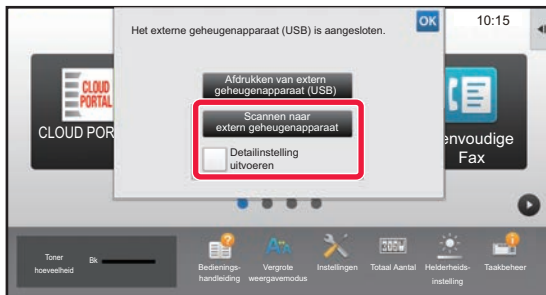 Het externe geheugenapparaat (USB) is aangesloten.
OK
10:15
Afdrukken van extern
geheugenapparaat (USB)
Scannen naar
extern geheugenapparaat
Detailinstelling
uitvoeren
CLOUD
PORTAL
CLOUD POR
envoudige
Fax
Toner
hoeveelheid
Bk
Bedienings-
handleiding
Vergrote
weergavemodus
Instellingen
Totaal Aantal
Helderheids-
instelling
Taakbeheer